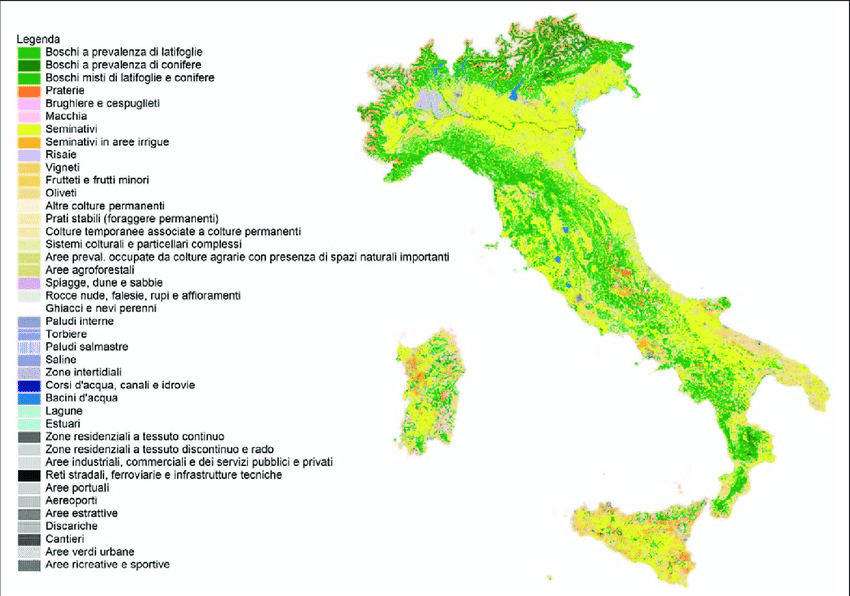 Legenda
Boschi a prevalenza di latifoglie
Boschi a prevalenza di conifere
Boschi misti di latifoglie e conifere
Praterie
Brughiere e cespuglieti
Macchia
Seminativi
Seminativi in aree irrigue
Risaie
Vigneti
Frutteti e frutti minori
Oliveti
Altre colture permanenti
Prati stabili (foraggere permanenti)
Colture temporanee associate a colture permanenti
Sistemi colturali e particellari complessi
Aree preval. occupate da colture agrarie con presenza di spazi naturali importanti
Aree agroforestali
Spiagge, dune e sabbie
Rocce nude, falesie, rupi e affioramenti
Ghiacci e nevi perenni
Paludi interne
Torbiere
Paludi salmastre
Saline
Zone intertidiali
Corsi d'acqua, canali e idrovie
Bacini d'acqua
Lagune
Estuari
Zone residenziali a tessuto continuo
Zone residenziali a tessuto discontinuo e rado
Aree industriali, commerciali e dei servizi pubblici e privati
Reti stradali, ferroviarie e infrastrutture tecniche
Aree portuali
Aereoporti
Aree estrattive
Discariche
Cantieri
Aree verdi urbane
Aree ricreative e sportive